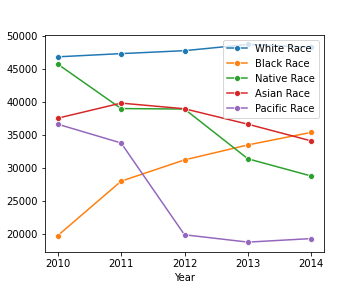 50000
45000
40000
35000
30000
25000
20000
White Race
Black Race
Native Race
Asian Race
Pacific Race
2010 2011 2012 2013 2014
Year